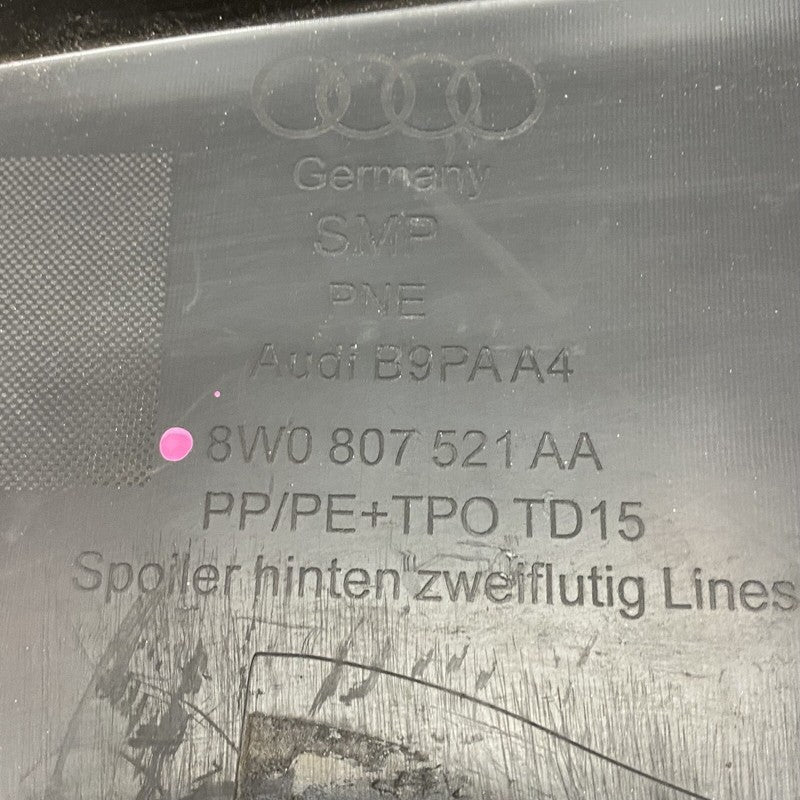 Germany
SMP
PNE
Audi B9PA A4
8W0 807 521 AA
PP/PE+TPO TD15
Spoiler hinten zweiflutig Lines